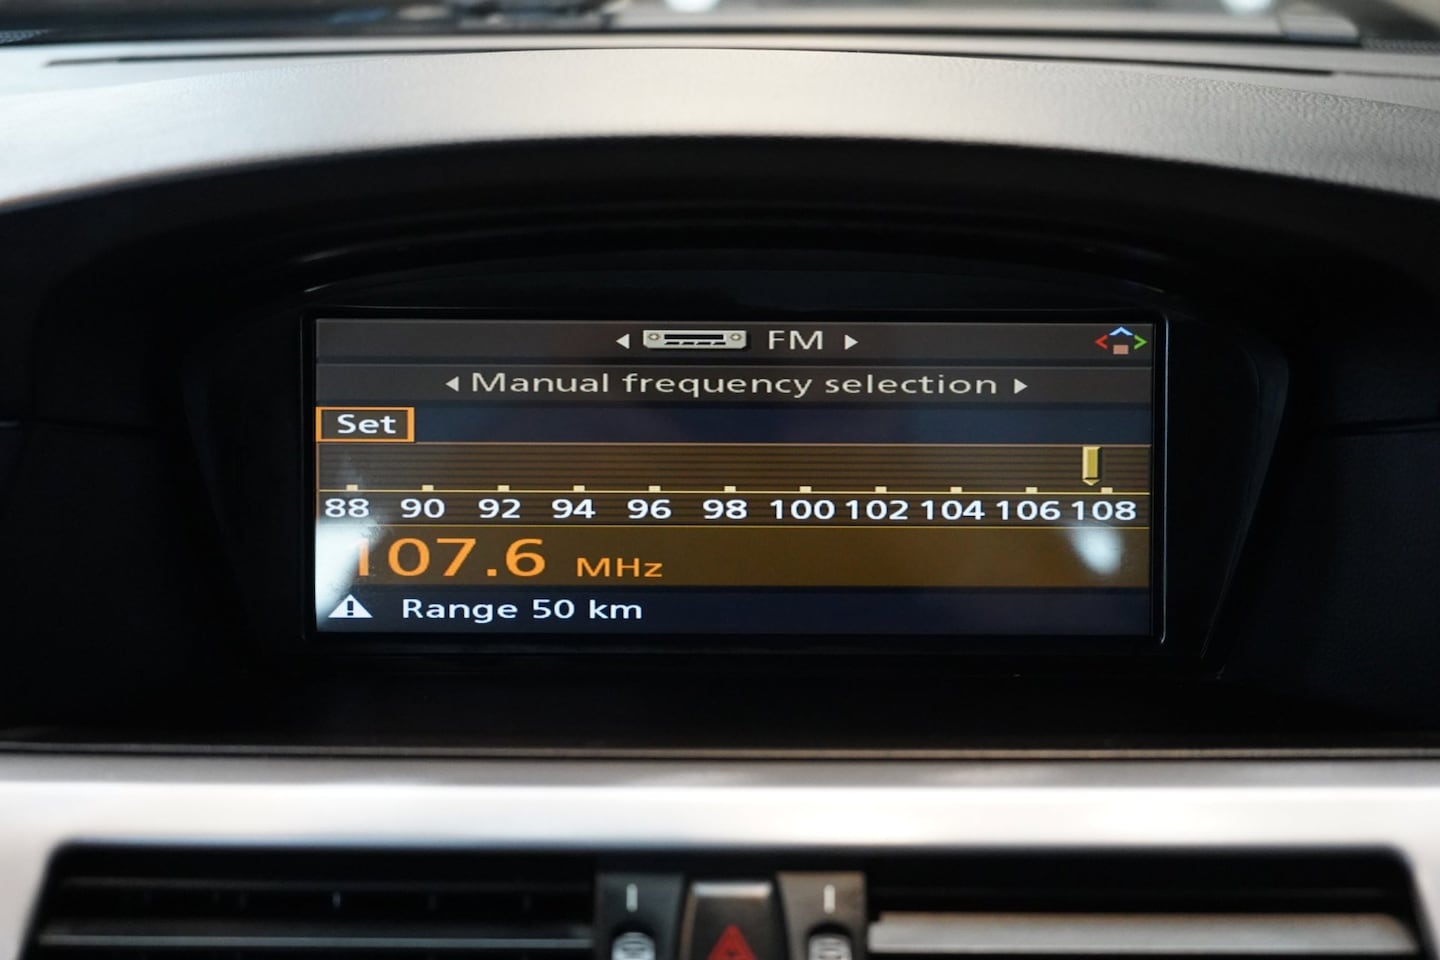 FM
Manual frequency selection
Set
88 90 92 94 96 98 100 102 104 106 108
107.6 MHz
Range 50 km